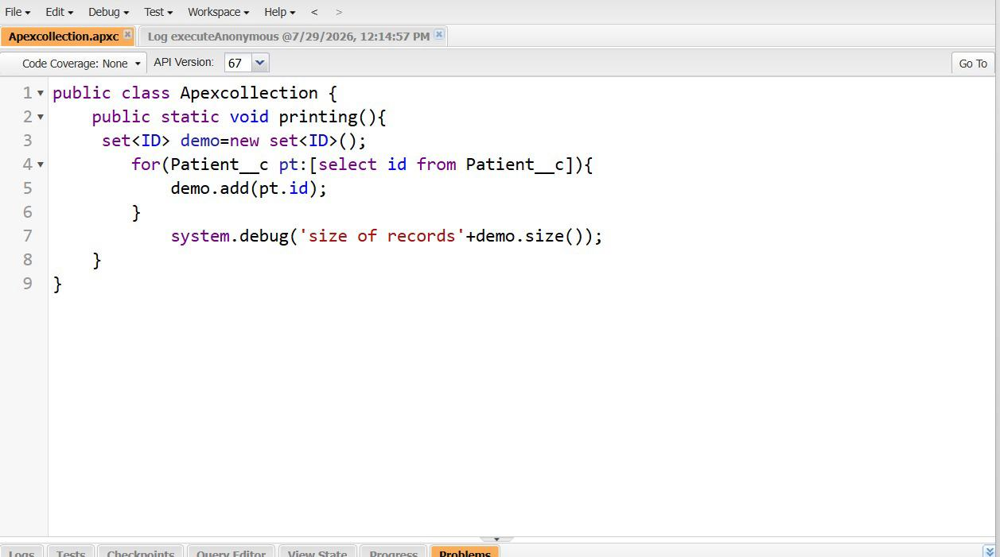 File Edit Debug Test Workspace Help < >
Apexcollection.apxc Log executeAnonymous @7/29/2026, 12:14:57 PM
Code Coverage: None API Version: 67 Go To
1 public class Apexcollection {
2 public static void printing(){
3 set<ID> demo=new set<ID>();
4 for(Patient__c pt:[select id from Patient__c]){
5 demo.add(pt.id);
6 }
7 system.debug('size of records'+demo.size());
8 }
9 }
Logs Tests Checkpoints Query Editor View State Progress Problems